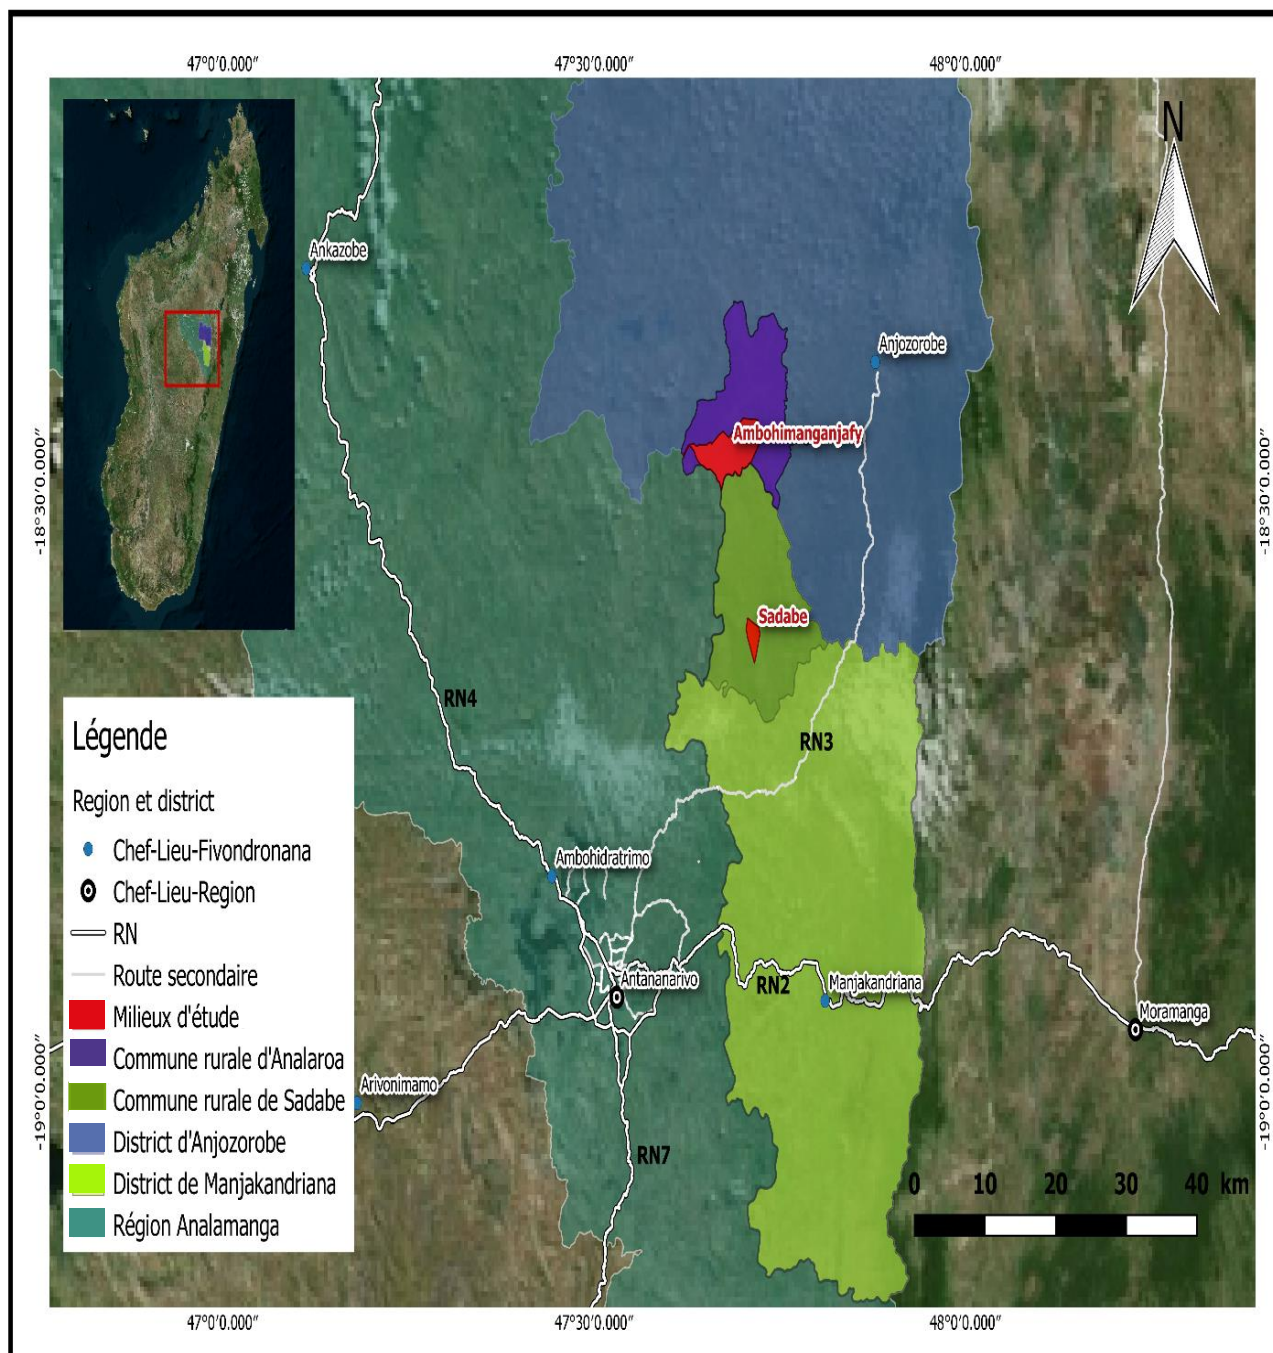 47°0′0.000″
47°30′0.000″
48°0′0.000″
N
Ankazobe
Anjozorobe
Ambohimanganjafy
-18°30′0.000″
-18°30′0.000″
Sadabe
RN4
RN3
Légende
Region et district
Chef-Lieu-Fivondronana
Chef-Lieu-Region
RN
Route secondaire
Milieux d'étude
Commune rurale d'Analaroa
Commune rurale de Sadabe
District d'Anjozorobe
District de Manjakandriana
Région Analamanga
Ambohidratrimo
Antananarivo
RN2
Manjakandriana
Moramanga
Arivonimamo
-19°0′0.000″
-19°0′0.000″
RN7
0 10 20 30 40 km
47°0′0.000″
47°30′0.000″
48°0′0.000″